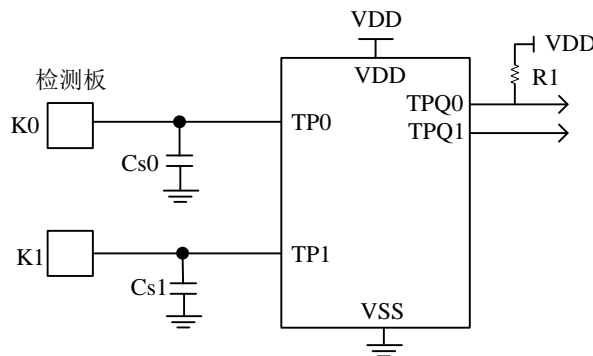 VDD
VDD
VDD
检测板
R1
TPQ0
K0
TP0
TPQ1
Cs0
K1
TP1
Cs1
VSS